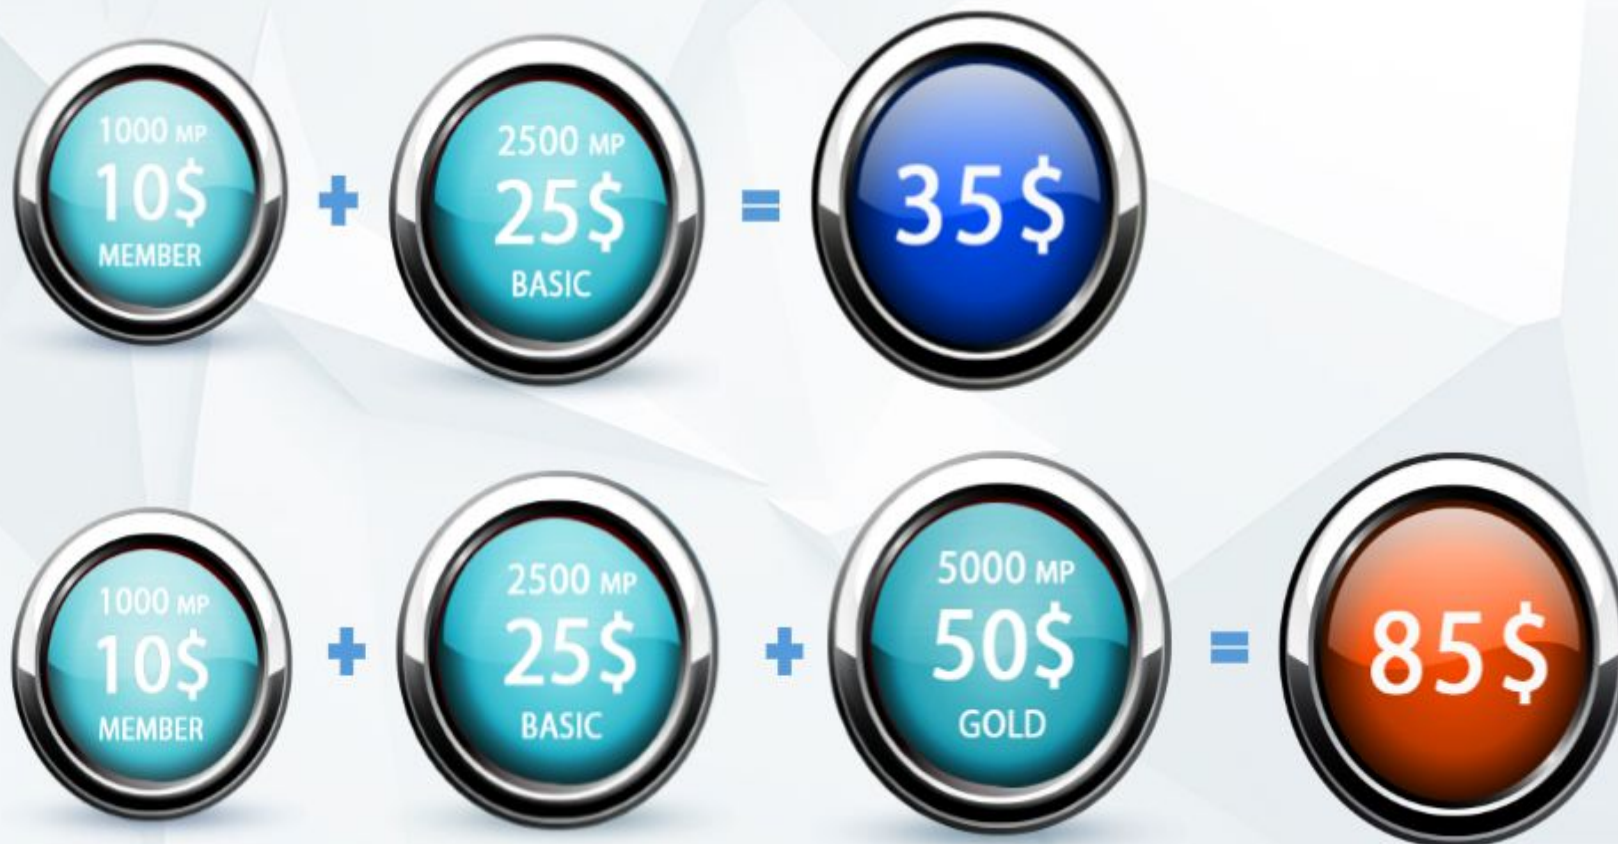 1000 MP
10$
MEMBER
+
2500 MP
25$
BASIC
=
35$
1000 MP
10$
MEMBER
+
2500 MP
25$
BASIC
+
5000 MP
50$
GOLD
=
85$